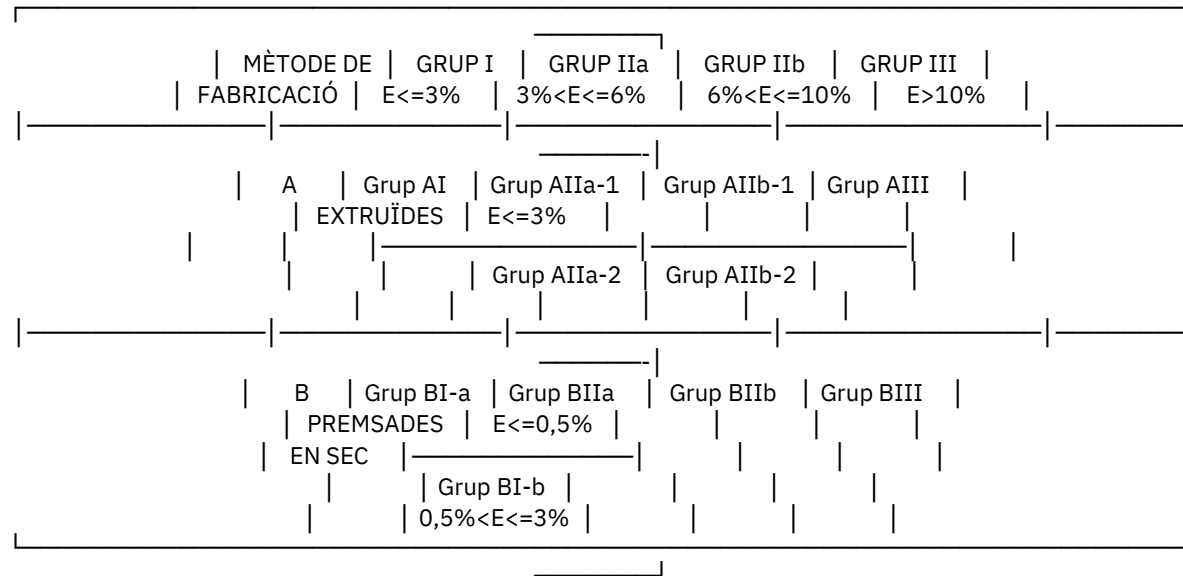 MÈTODE DE | GRUP I | GRUP IIa | GRUP IIb | GRUP III
FABRICACIÓ | E<=3% | 3%<E<=6% | 6%<E<=10% | E>10%
A | Grup AI | Grup AIIa-1 | Grup AIIb-1 | Grup AIII
EXTRUÏDES | E<=3%
Grup AIIa-2 | Grup AIIb-2
B | Grup BI-a | Grup BIIa | Grup BIIb | Grup BIII
PREMSADES | E<=0,5%
EN SEC
Grup BI-b
0,5%<E<=3%